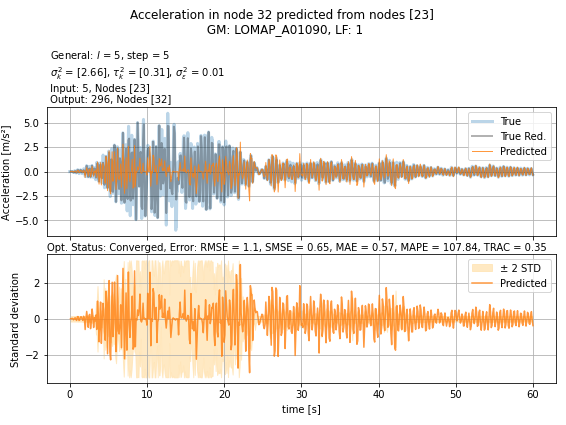 Acceleration in node 32 predicted from nodes [23]
GM: LOMAP_A01090, LF: 1
General: l = 5, step = 5
σ²ₖ = [2.66], τ²ₖ = [0.31], σ²ε = 0.01
Input: 5, Nodes [23]
Output: 296, Nodes [32]
Acceleration [m/s²]
5.0
2.5
0.0
−2.5
−5.0
True
True Red.
Predicted
Opt. Status: Converged, Error: RMSE = 1.1, SMSE = 0.65, MAE = 0.57, MAPE = 107.84, TRAC = 0.35
Standard deviation
2
0
−2
± 2 STD
Predicted
0 10 20 30 40 50 60
time [s]